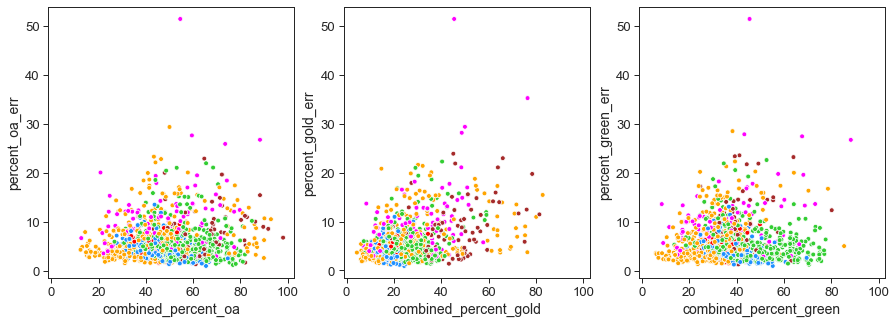 50
40
30
20
10
0
percent_oa_err
0 20 40 60 80 100
combined_percent_oa
50
40
30
20
10
0
percent_gold_err
0 20 40 60 80 100
combined_percent_gold
50
40
30
20
10
0
percent_green_err
0 20 40 60 80 100
combined_percent_green